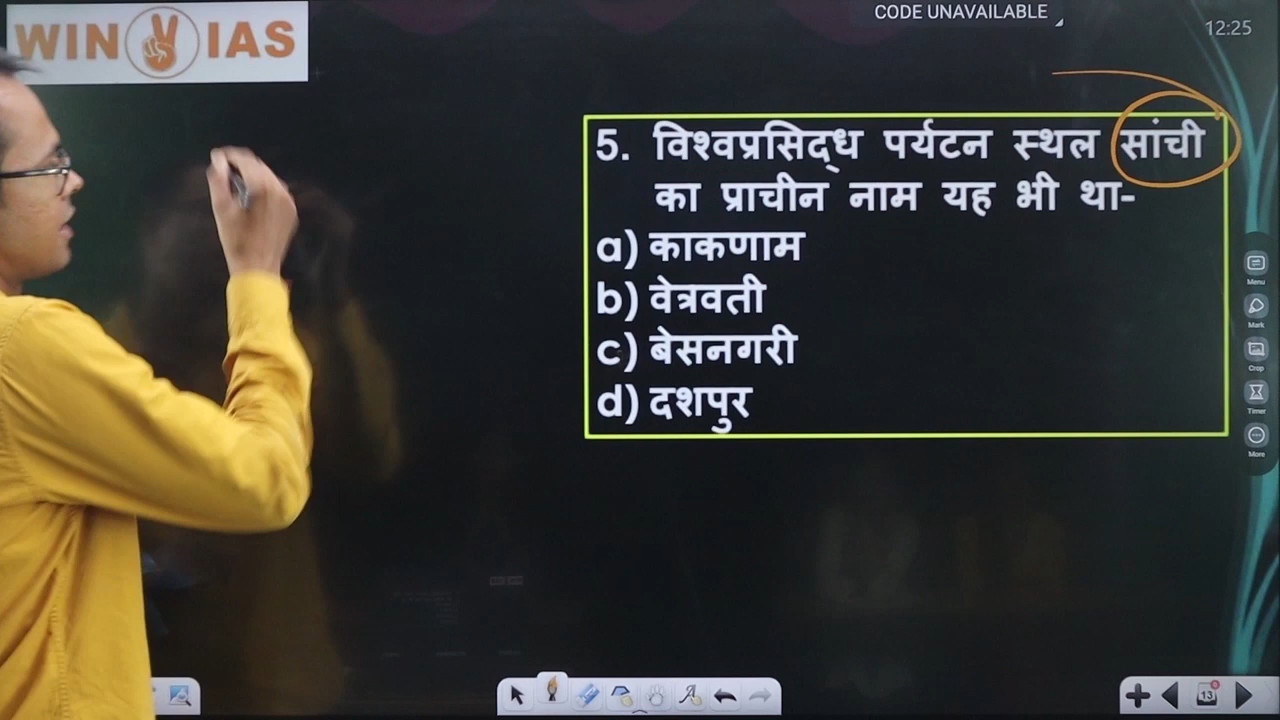 WIN IAS
CODE UNAVAILABLE
12:25
5. विश्वप्रसिद्ध पर्यटन स्थल सांची
का प्राचीन नाम यह भी था-
a) काकणाम
b) वेत्रवती
c) बेसनगरी
d) दशपुर
Menu
Mark
Crop
Timer
More
13